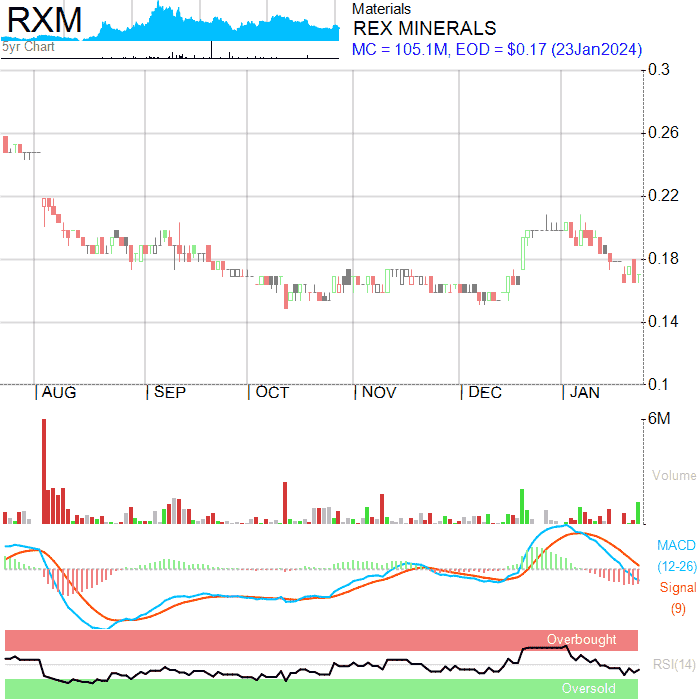 RXM
5yr Chart
Materials
REX MINERALS
MC = 105.1M, EOD = $0.17 (23Jan2024)
0.3
0.26
0.22
0.18
0.14
0.1
AUG SEP OCT NOV DEC JAN
6M
Volume
MACD
(12-26)
Signal
(9)
Overbought
RSI(14)
Oversold